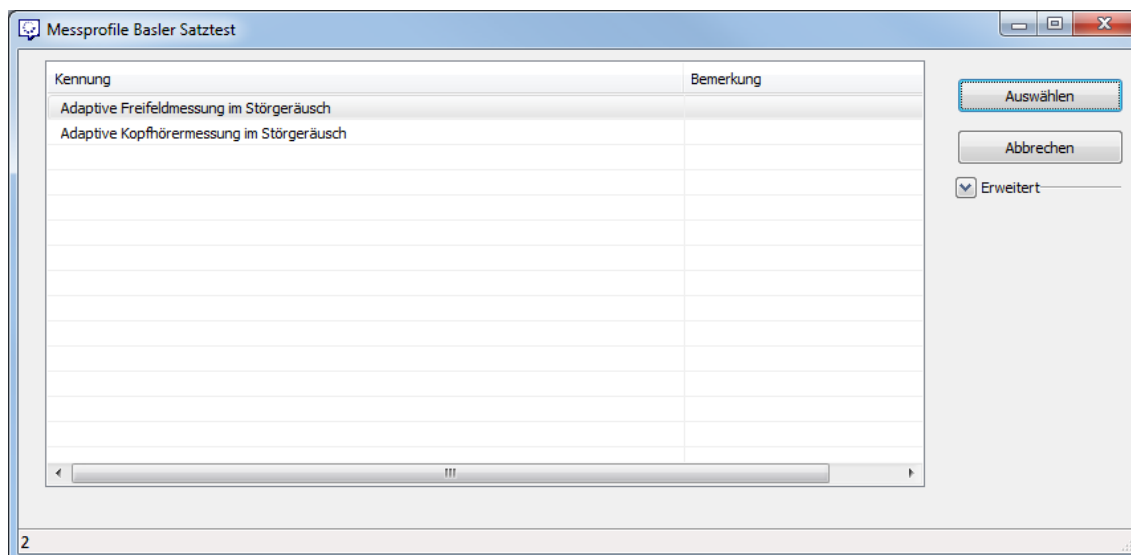 Messprofile Basler Satztest
Kennung Bemerkung
Adaptive Freifeldmessung im Störgeräusch
Adaptive Kopfhörermessung im Störgeräusch
Auswählen
Abbrechen
Erweitert
2